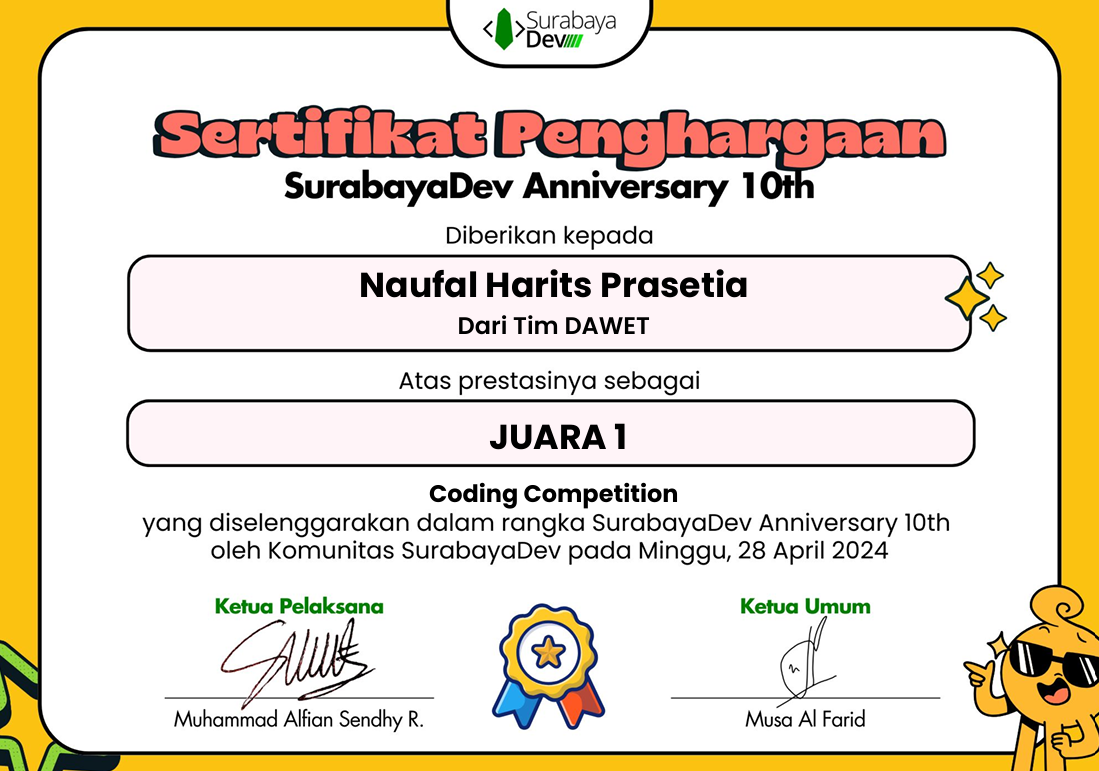 Surabaya
Dev
Sertifikat Penghargaan
SurabayaDev Anniversary 10th
Diberikan kepada
Naufal Harits Prasetia
Dari Tim DAWET
Atas prestasinya sebagai
JUARA 1
Coding Competition
yang diselenggarakan dalam rangka SurabayaDev Anniversary 10th
oleh Komunitas SurabayaDev pada Minggu, 28 April 2024
Ketua Pelaksana
Muhammad Alfian Sendhy R.
Ketua Umum
Musa Al Farid